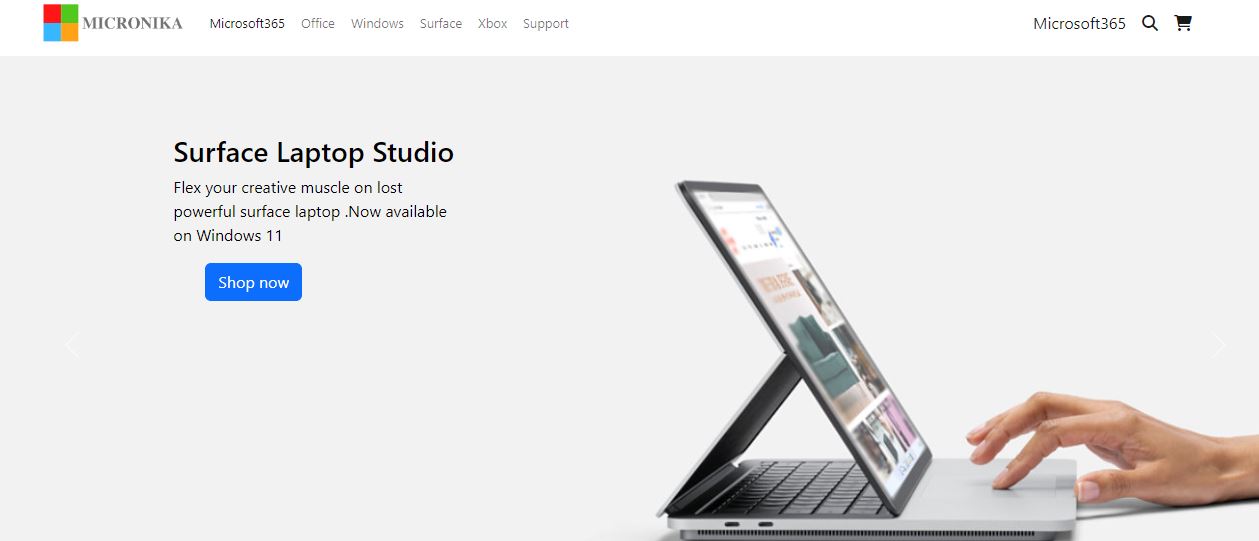 MICRONIKA
Microsoft365 Office Windows Surface Xbox Support
Microsoft365
Surface Laptop Studio
Flex your creative muscle on lost
powerful surface laptop .Now available
on Windows 11
Shop now